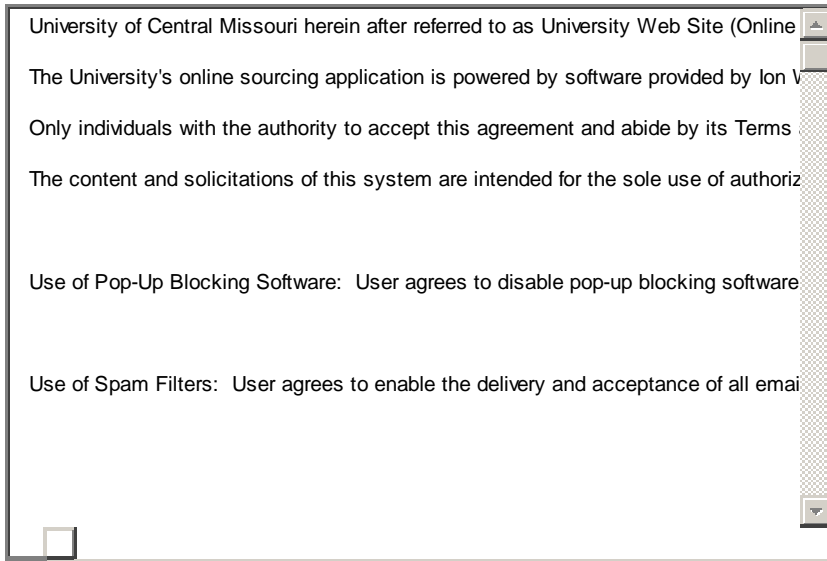 University of Central Missouri herein after referred to as University Web Site (Online
The University's online sourcing application is powered by software provided by Ion
Only individuals with the authority to accept this agreement and abide by its Terms
The content and solicitations of this system are intended for the sole use of
Use of Pop-Up Blocking Software: User agrees to disable pop-up blocking software
Use of Spam Filters: User agrees to enable the delivery and acceptance of all